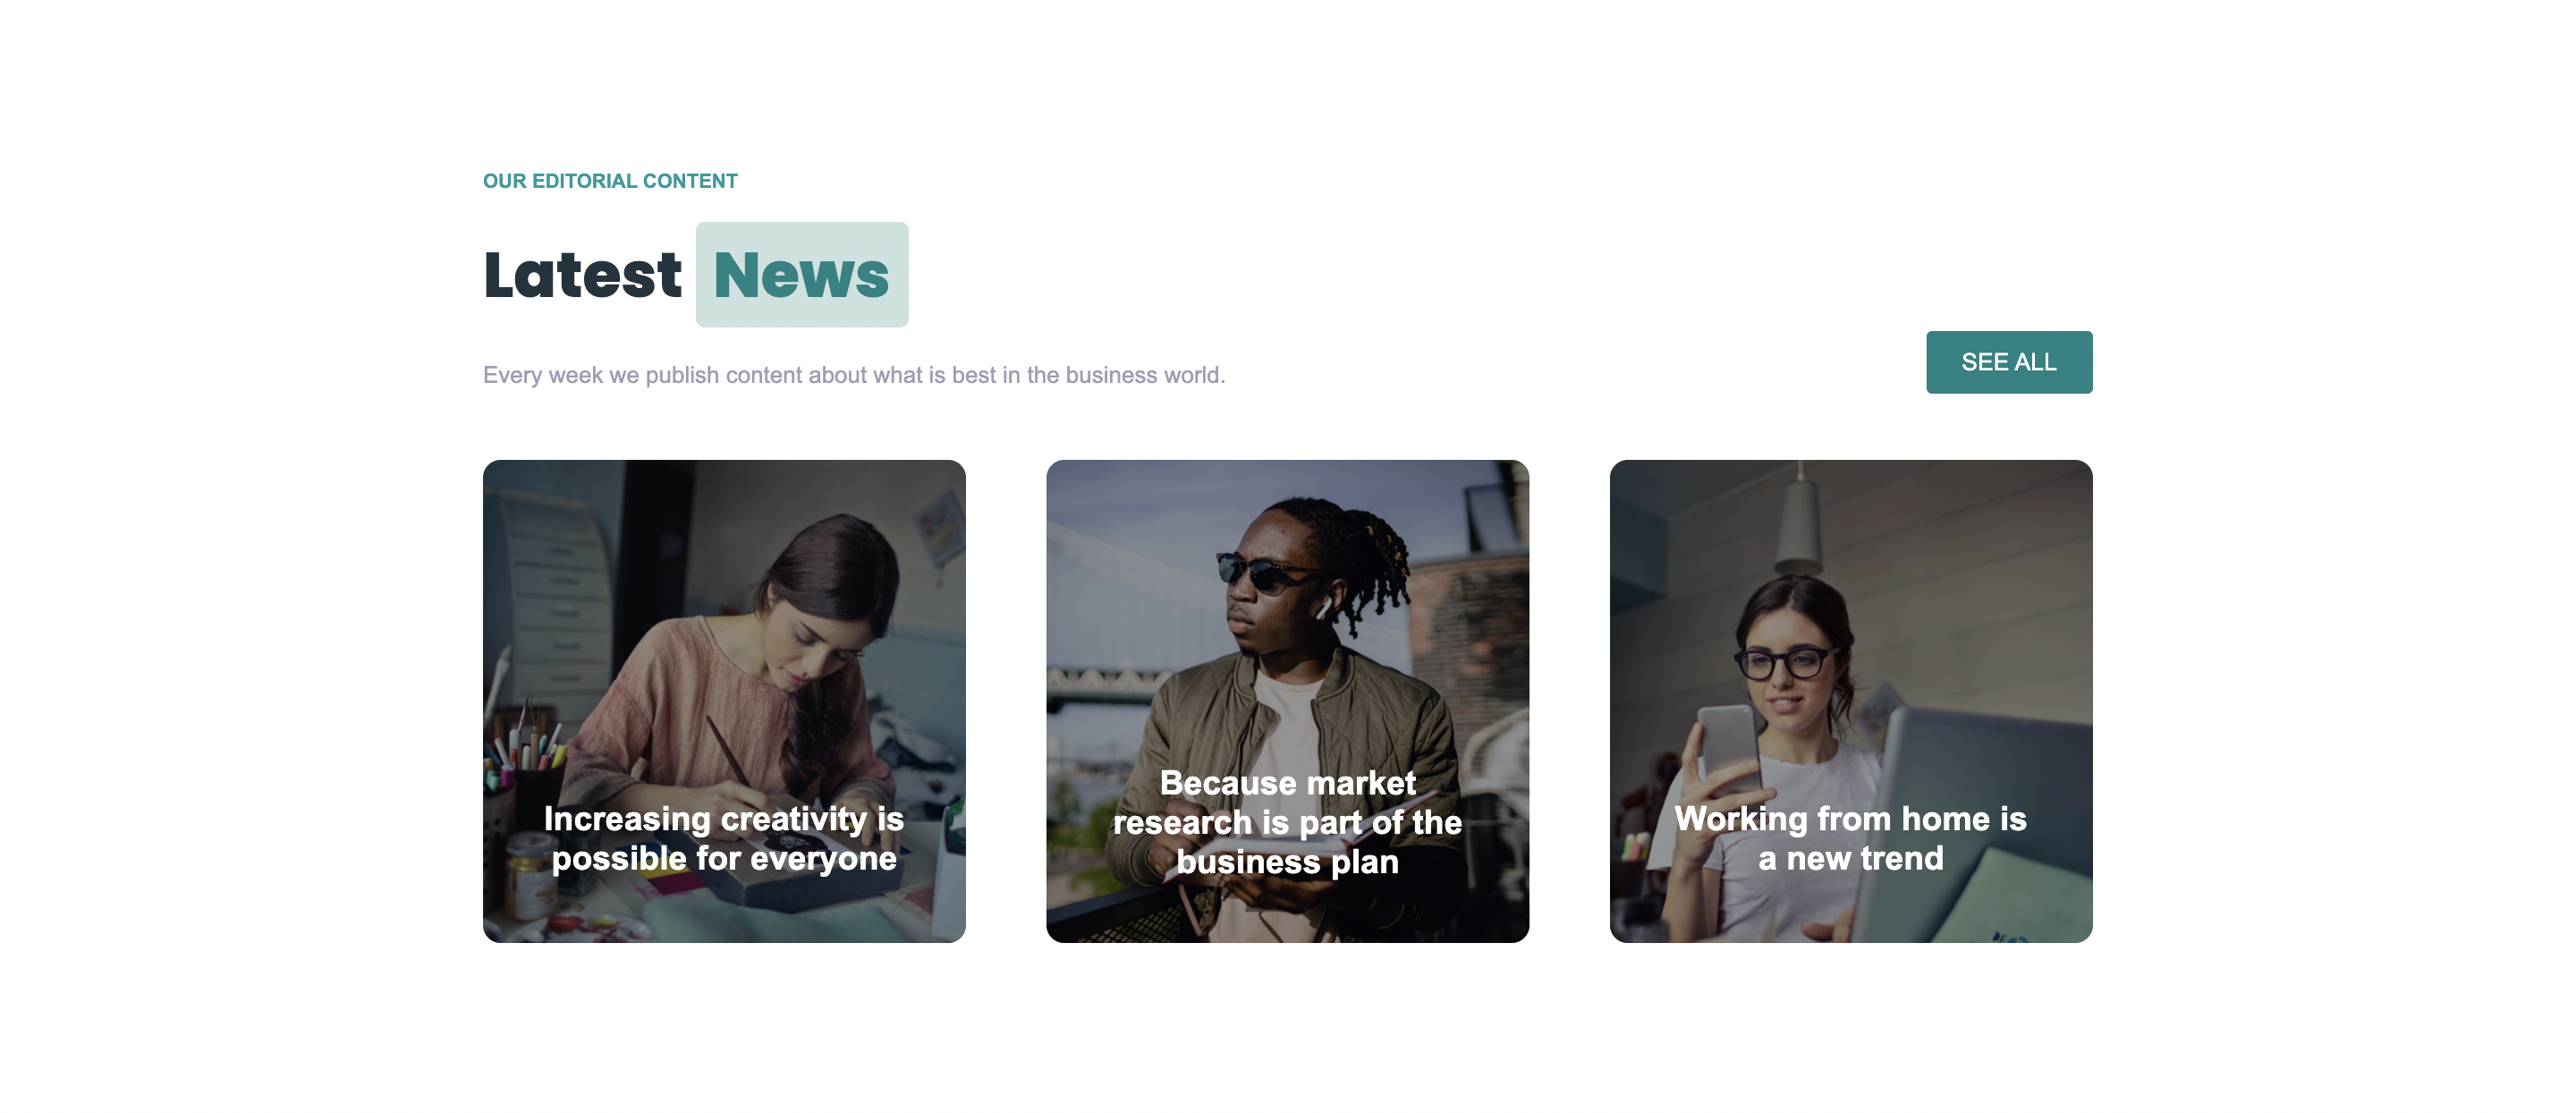 OUR EDITORIAL CONTENT
Latest News
Every week we publish content about what is best in the business world.
SEE ALL
Increasing creativity is
possible for everyone
Because market
research is part of the
business plan
Working from home is
a new trend